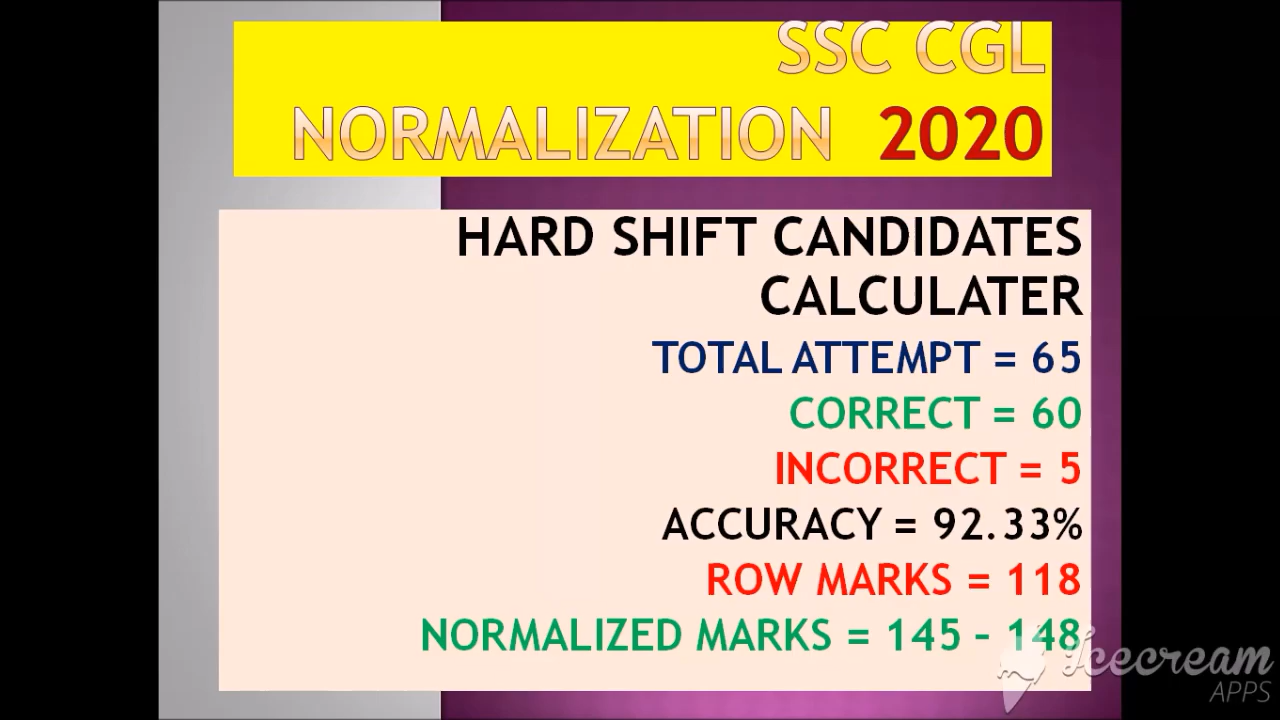 SSC CGL
NORMALIZATION 2020
HARD SHIFT CANDIDATES
CALCULATER
TOTAL ATTEMPT = 65
CORRECT = 60
INCORRECT = 5
ACCURACY = 92.33%
ROW MARKS = 118
NORMALIZED MARKS = 145 – 148
Icecream
APPS